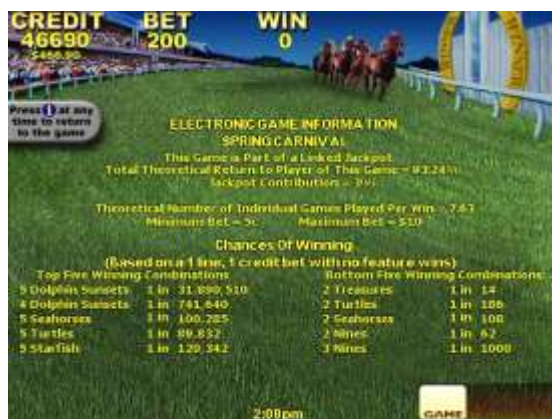 CREDIT BET WIN
46690 200 0
$466.90
Press i at any
time to return
to the game
ELECTRONIC GAME INFORMATION
SPRING CARNIVAL
This Game is Part of a Linked Jackpot
Total Theoretical Return to Player of This Game =
Jackpot Contribution =
Theoretical Number of Individual Games Played Per Win = 7.63
Minimum Bet = 5c Maximum Bet = $10
Chances Of Winning
(Based on a 1 line, 1 credit bet with no feature wins)
Top Five Winning Combinations Bottom Five Winning Combinations
5 Dolphin Sunsets 1 in 31,890,510 2 Treasures 1 in 14
4 Dolphin Sunsets 1 in 741,640 2 Turtles 1 in 186
5 Seahorses 1 in 100,285 2 Seahorses 1 in 108
5 Turtles 1 in 89,832 2 Nines 1 in 62
5 Starfish 1 in 120,342 3 Nines 1 in 1000
2:08pm
GAME